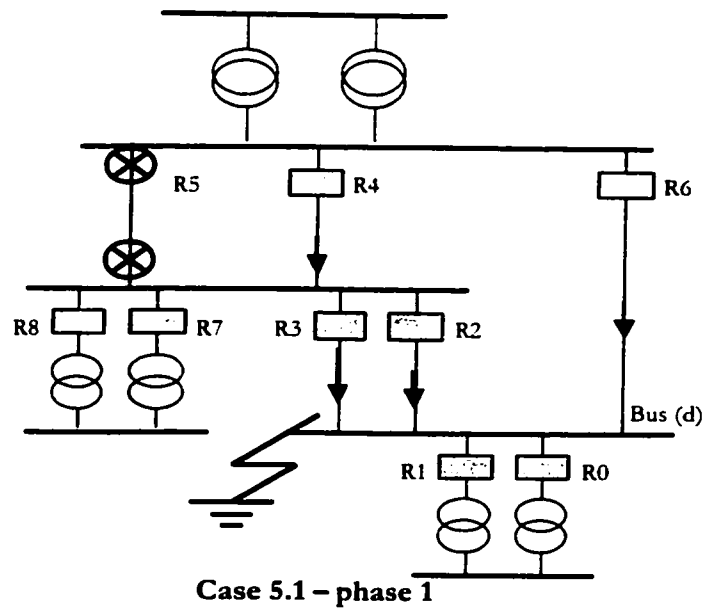 R5
R4
R6
R8
R7
R3
R2
Bus (d)
R1
R0
Case 5.1 – phase 1